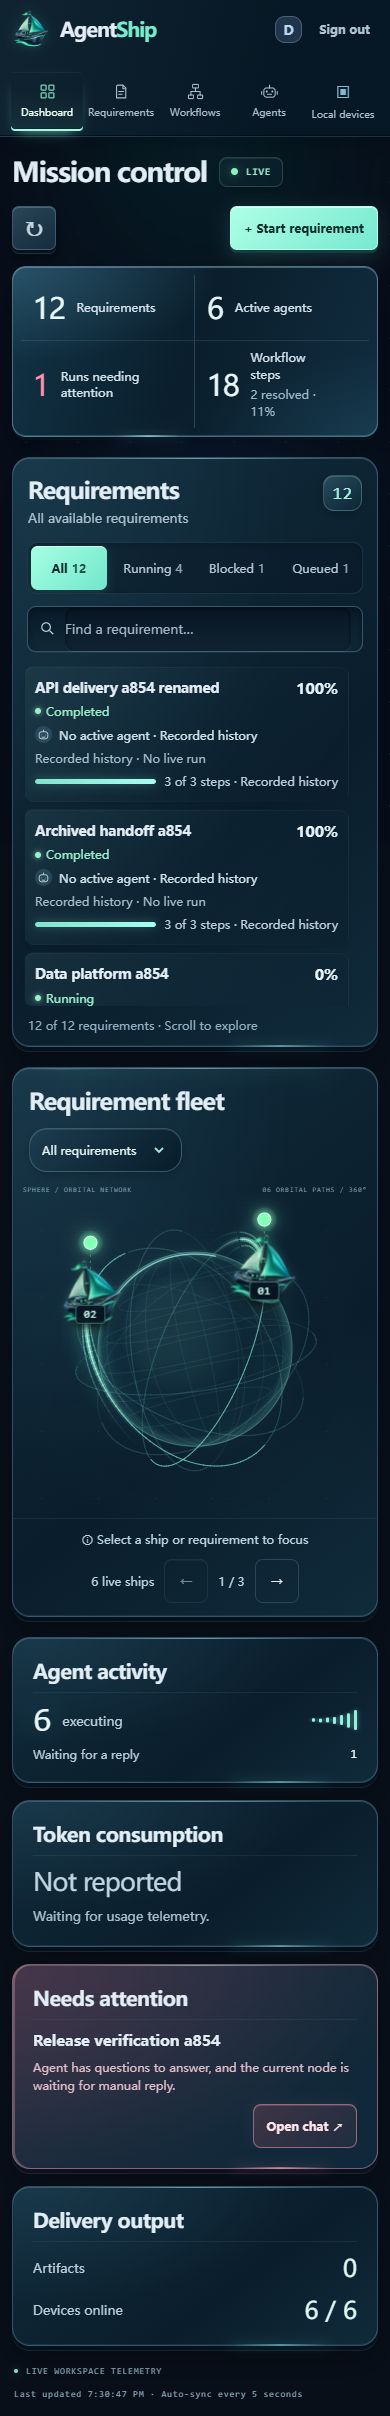 AgentShip
D
Sign out
Dashboard
Requirements
Workflows
Agents
Local devices
Mission control
LIVE
↻
+ Start requirement
12 Requirements
6 Active agents
1 Runs needing
attention
18 Workflow
steps
2 resolved ·
11%
Requirements
12
All available requirements
All 12
Running 4
Blocked 1
Queued 1
Find a requirement...
API delivery a854 renamed
100%
Completed
No active agent · Recorded history
Recorded history · No live run
3 of 3 steps · Recorded history
Archived handoff a854
100%
Completed
No active agent · Recorded history
Recorded history · No live run
3 of 3 steps · Recorded history
Data platform a854
0%
Running
12 of 12 requirements · Scroll to explore
Requirement fleet
All requirements
SPHERE / ORBITAL NETWORK
06 ORBITAL PATHS / 360°
01
02
Select a ship or requirement to focus
6 live ships
←
1 / 3
→
Agent activity
6 executing
Waiting for a reply
1
Token consumption
Not reported
Waiting for usage telemetry.
Needs attention
Release verification a854
Agent has questions to answer, and the current node is
waiting for manual reply.
Open chat ↗
Delivery output
Artifacts
0
Devices online
6 / 6
LIVE WORKSPACE TELEMETRY
Last updated 7:30:47 PM · Auto-sync every 5 seconds